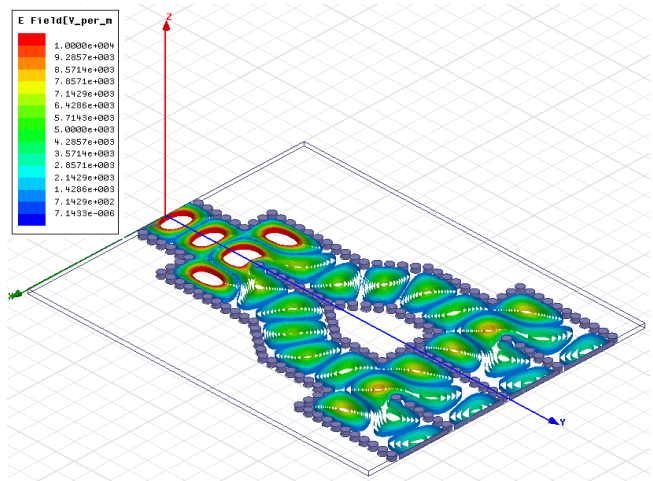 E Field[V_per_m
1.0000e+004
9.2857e+003
8.5714e+003
7.8571e+003
7.1429e+003
6.4286e+003
5.7143e+003
5.0000e+003
4.2857e+003
3.5714e+003
2.8571e+003
2.1429e+003
1.4286e+003
7.1429e+002
7.1433e-006
Z
X
Y